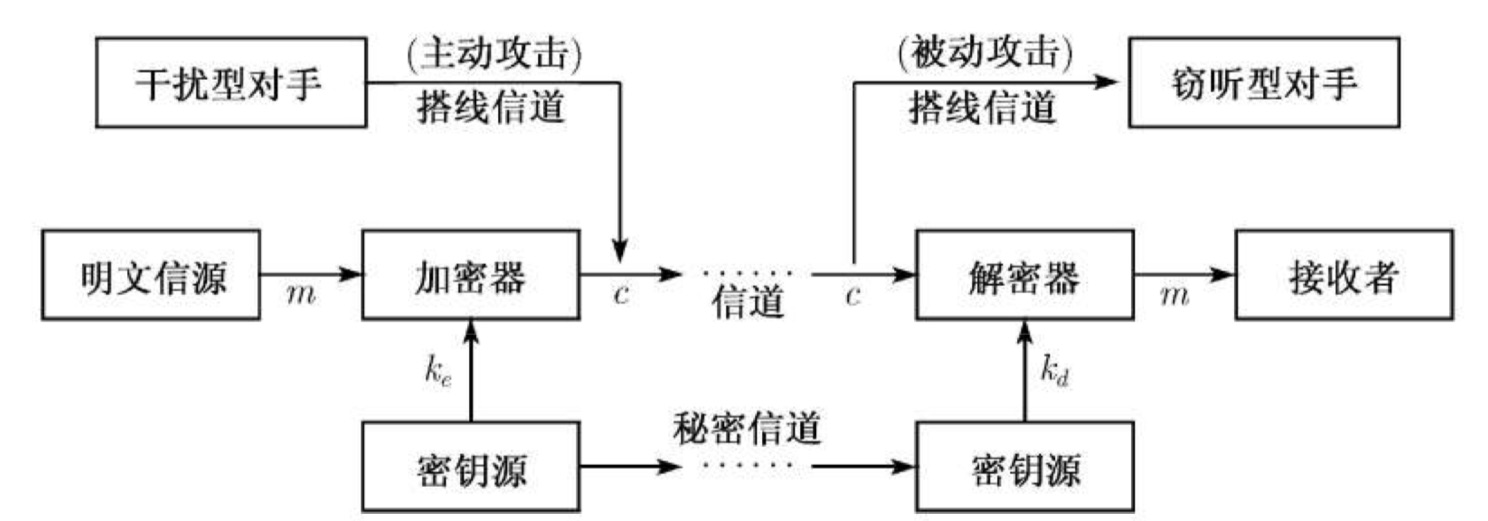 干扰型对手
(主动攻击)
搭线信道
(被动攻击)
搭线信道
窃听型对手
明文信源
m
加密器
c
……
信道
c
解密器
m
接收者
k_e
k_d
密钥源
秘密信道
……
密钥源